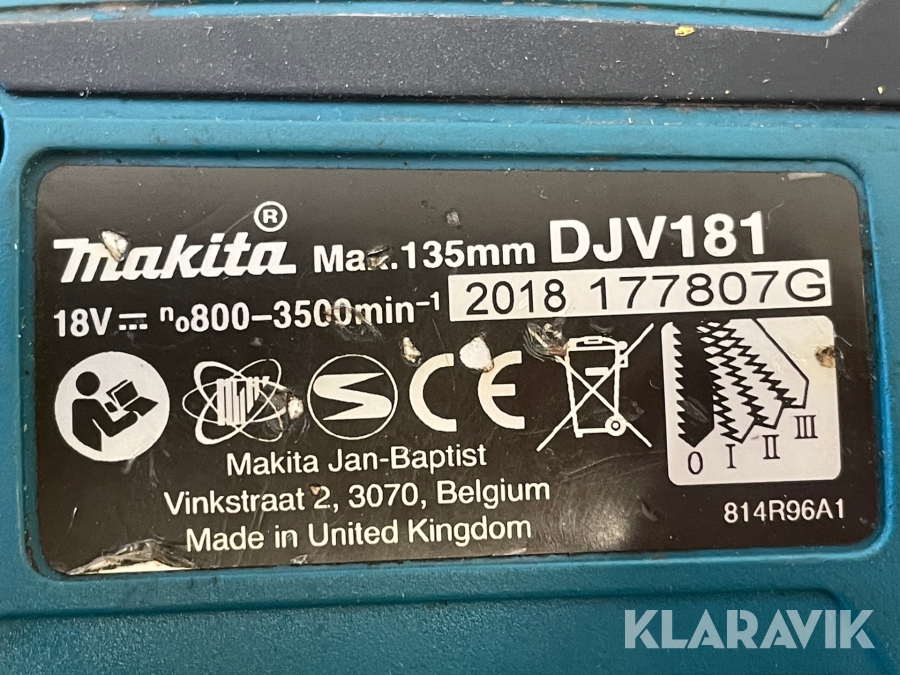 makita® Max.135mm DJV181
18V⎓ n₀800–3500min⁻¹ 2018 177807G
CE
0 I II III
Makita Jan-Baptist
Vinkstraat 2, 3070, Belgium
Made in United Kingdom
814R96A1
KLARAVIK